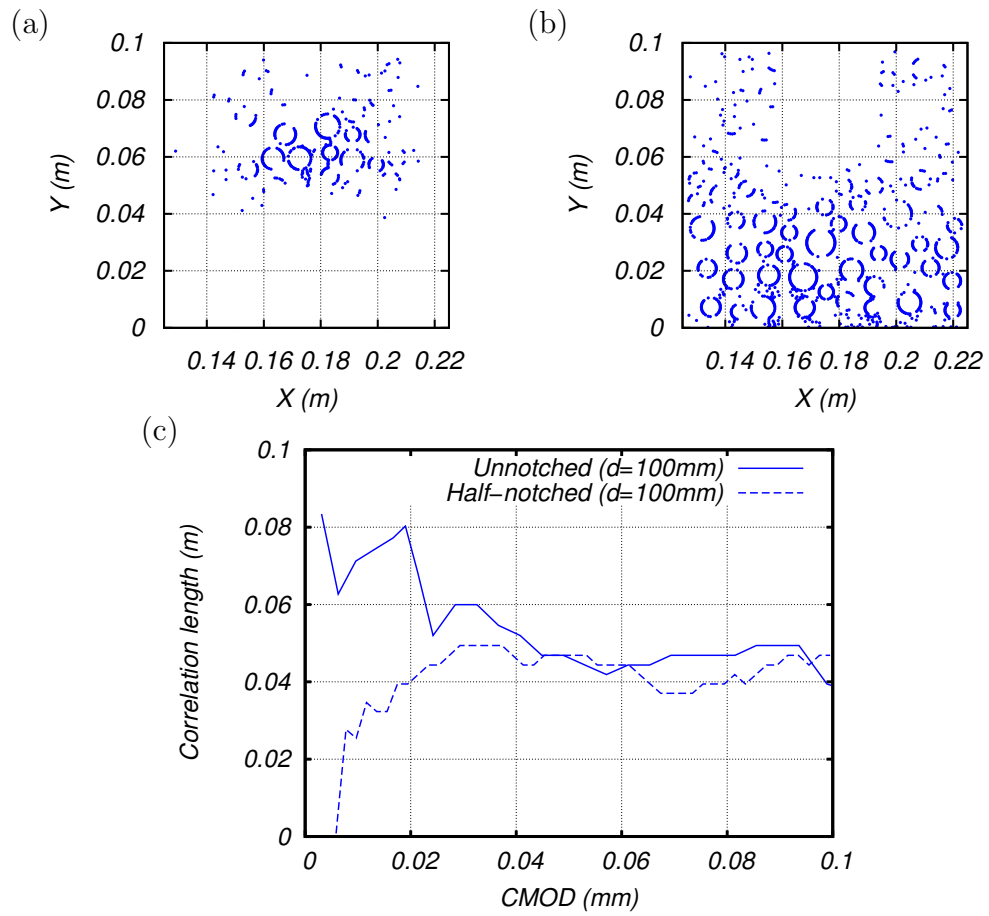 (a)
0.1
0.08
0.06
0.04
0.02
0
Y (m)
0.14 0.16 0.18 0.2 0.22
X (m)
(b)
0.1
0.08
0.06
0.04
0.02
0
Y (m)
0.14 0.16 0.18 0.2 0.22
X (m)
(c)
0.1
0.08
0.06
0.04
0.02
0
Correlation length (m)
Unnotched (d=100mm)
Half-notched (d=100mm)
0 0.02 0.04 0.06 0.08 0.1
CMOD (mm)